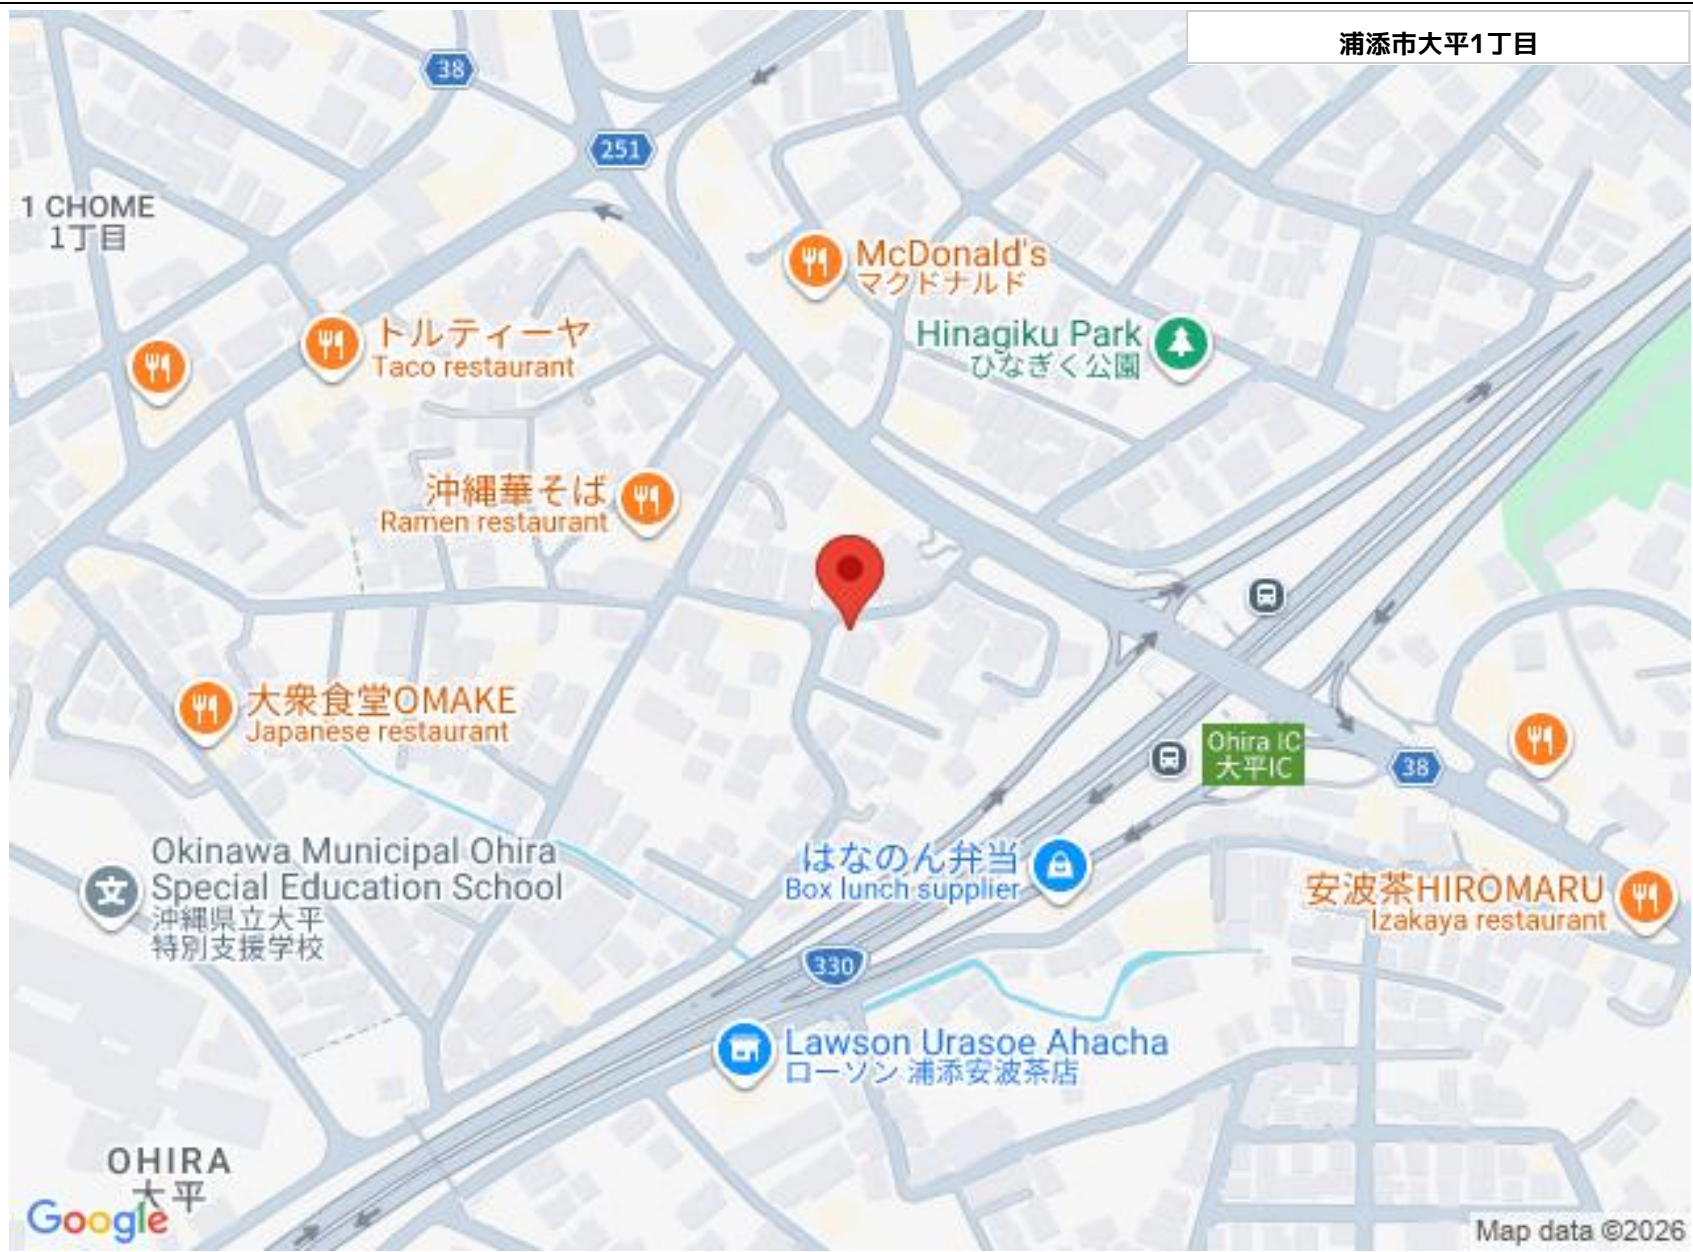 浦添市大平1丁目
38
251
1 CHOME
1丁目
McDonald's
マクドナルド
トルティーヤ
Taco restaurant
Hinagiku Park
ひなぎく公園
沖縄華そば
Ramen restaurant
大衆食堂OMAKE
Japanese restaurant
Ohira IC
大平IC
38
Okinawa Municipal Ohira
Special Education School
沖縄県立大平
特別支援学校
文
はなのん弁当
Box lunch supplier
安波茶HIROMARU
Izakaya restaurant
330
Lawson Urasoe Ahacha
ローソン 浦添安波茶店
OHIRA
大平
Google
Map data ©2026